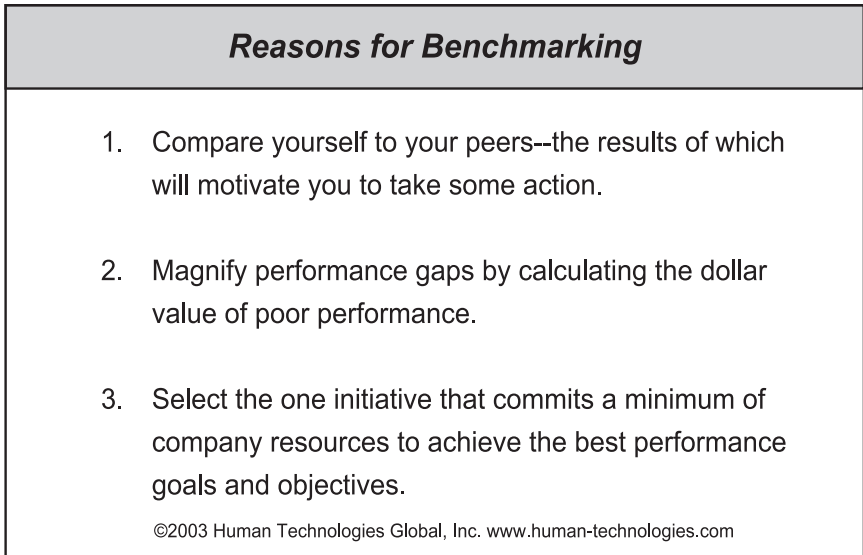 Reasons for Benchmarking
1. Compare yourself to your peers--the results of which
will motivate you to take some action.
2. Magnify performance gaps by calculating the dollar
value of poor performance.
3. Select the one initiative that commits a minimum of
company resources to achieve the best performance
goals and objectives.
©2003 Human Technologies Global, Inc. www.human-technologies.com